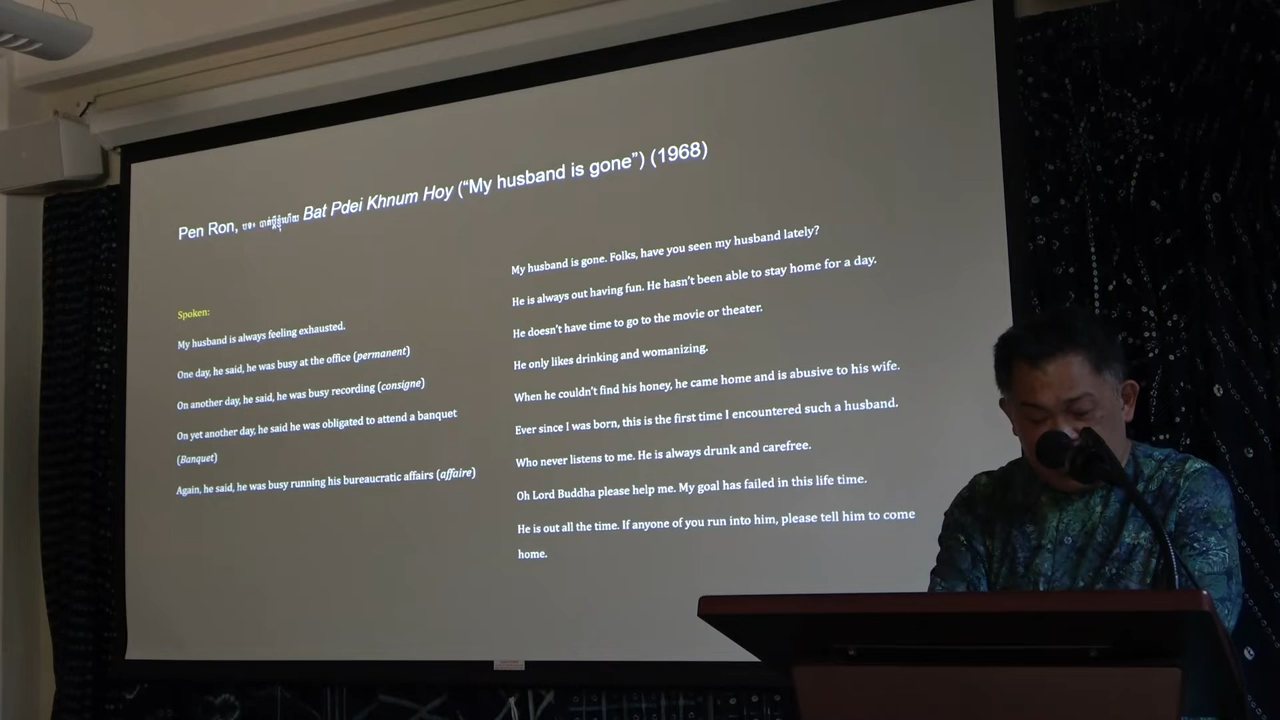 Pen Ron, បាត់ប្តីខ្ញុំហើយ Bat Pdei Khnum Hoy (“My husband is gone”) (1968)
Spoken:
My husband is always feeling exhausted.
One day, he said, he was busy at the office (permanent)
On another day, he said, he was busy recording (consigne)
On yet another day, he said he was obligated to attend a banquet
(Banquet)
Again, he said, he was busy running his bureaucratic affairs (affaire)
My husband is gone. Folks, have you seen my husband lately?
He is always out having fun. He hasn’t been able to stay home for a day.
He doesn’t have time to go to the movie or theater.
He only likes drinking and womanizing.
When he couldn’t find his honey, he came home and is abusive to his wife.
Ever since I was born, this is the first time I encountered such a husband.
Who never listens to me. He is always drunk and carefree.
Oh Lord Buddha please help me. My goal has failed in this life time.
He is out all the time. If anyone of you run into him, please tell him to come
home.